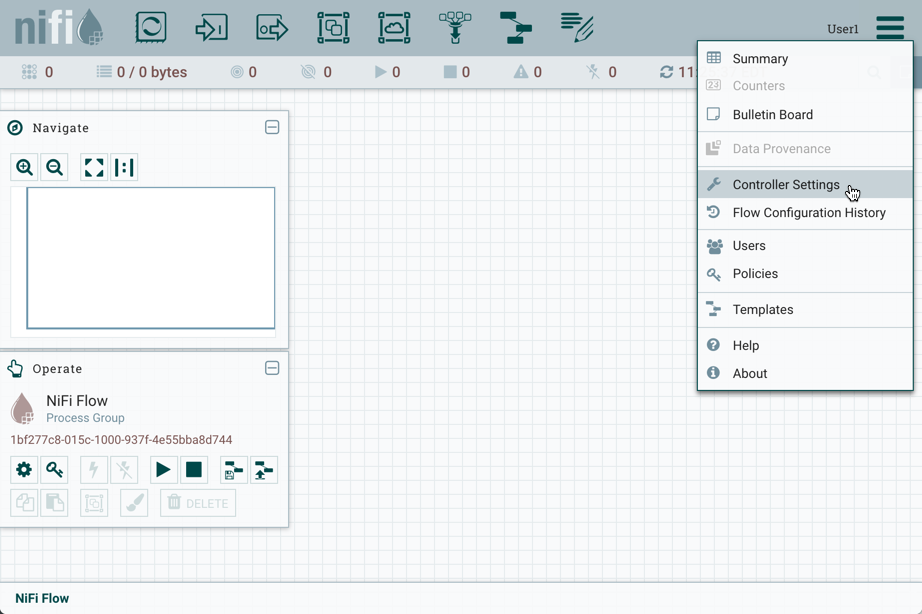 nifi
User1
0
0 / 0 bytes
0
0
0
0
0
0
11:
Summary
Counters
Bulletin Board
Data Provenance
Controller Settings
Flow Configuration History
Users
Policies
Templates
Help
About
Navigate
Operate
NiFi Flow
Process Group
1bf277c8-015c-1000-937f-4e55bba8d744
DELETE
NiFi Flow